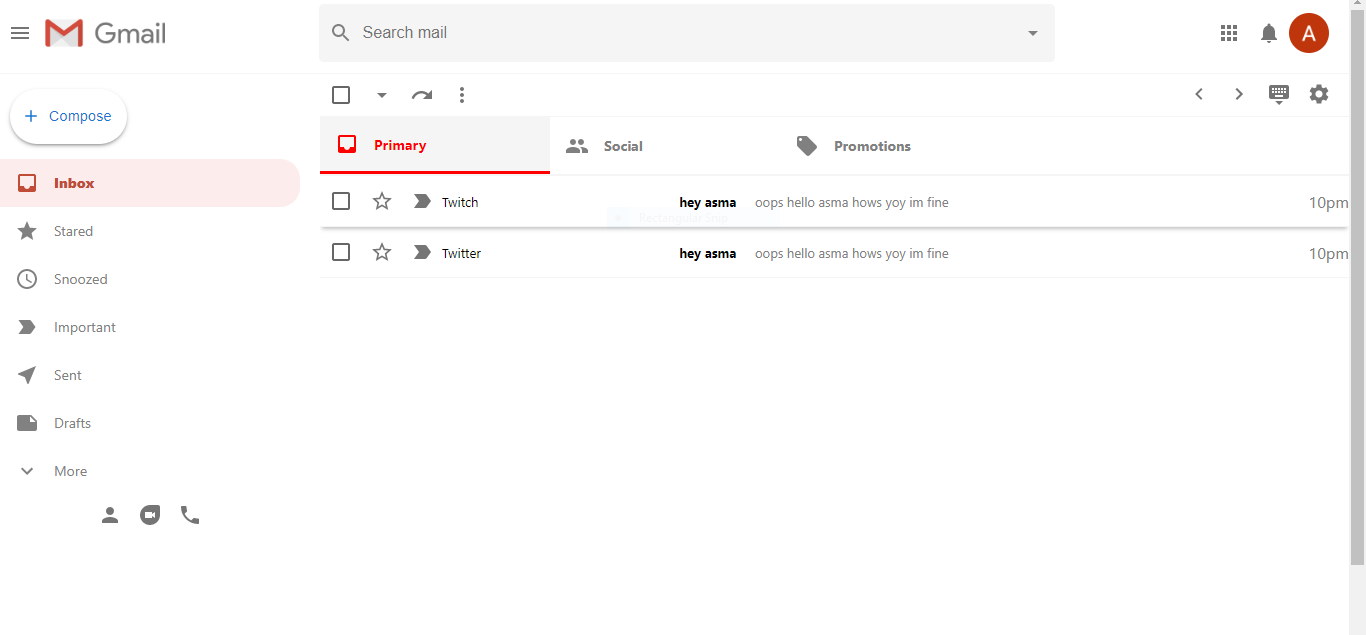 Gmail
Search mail
A
+ Compose
Primary
Social
Promotions
Inbox
Stared
Snoozed
Important
Sent
Drafts
More
Twitch hey asma oops hello asma hows yoy im fine 10pm
Twitter hey asma oops hello asma hows yoy im fine 10pm